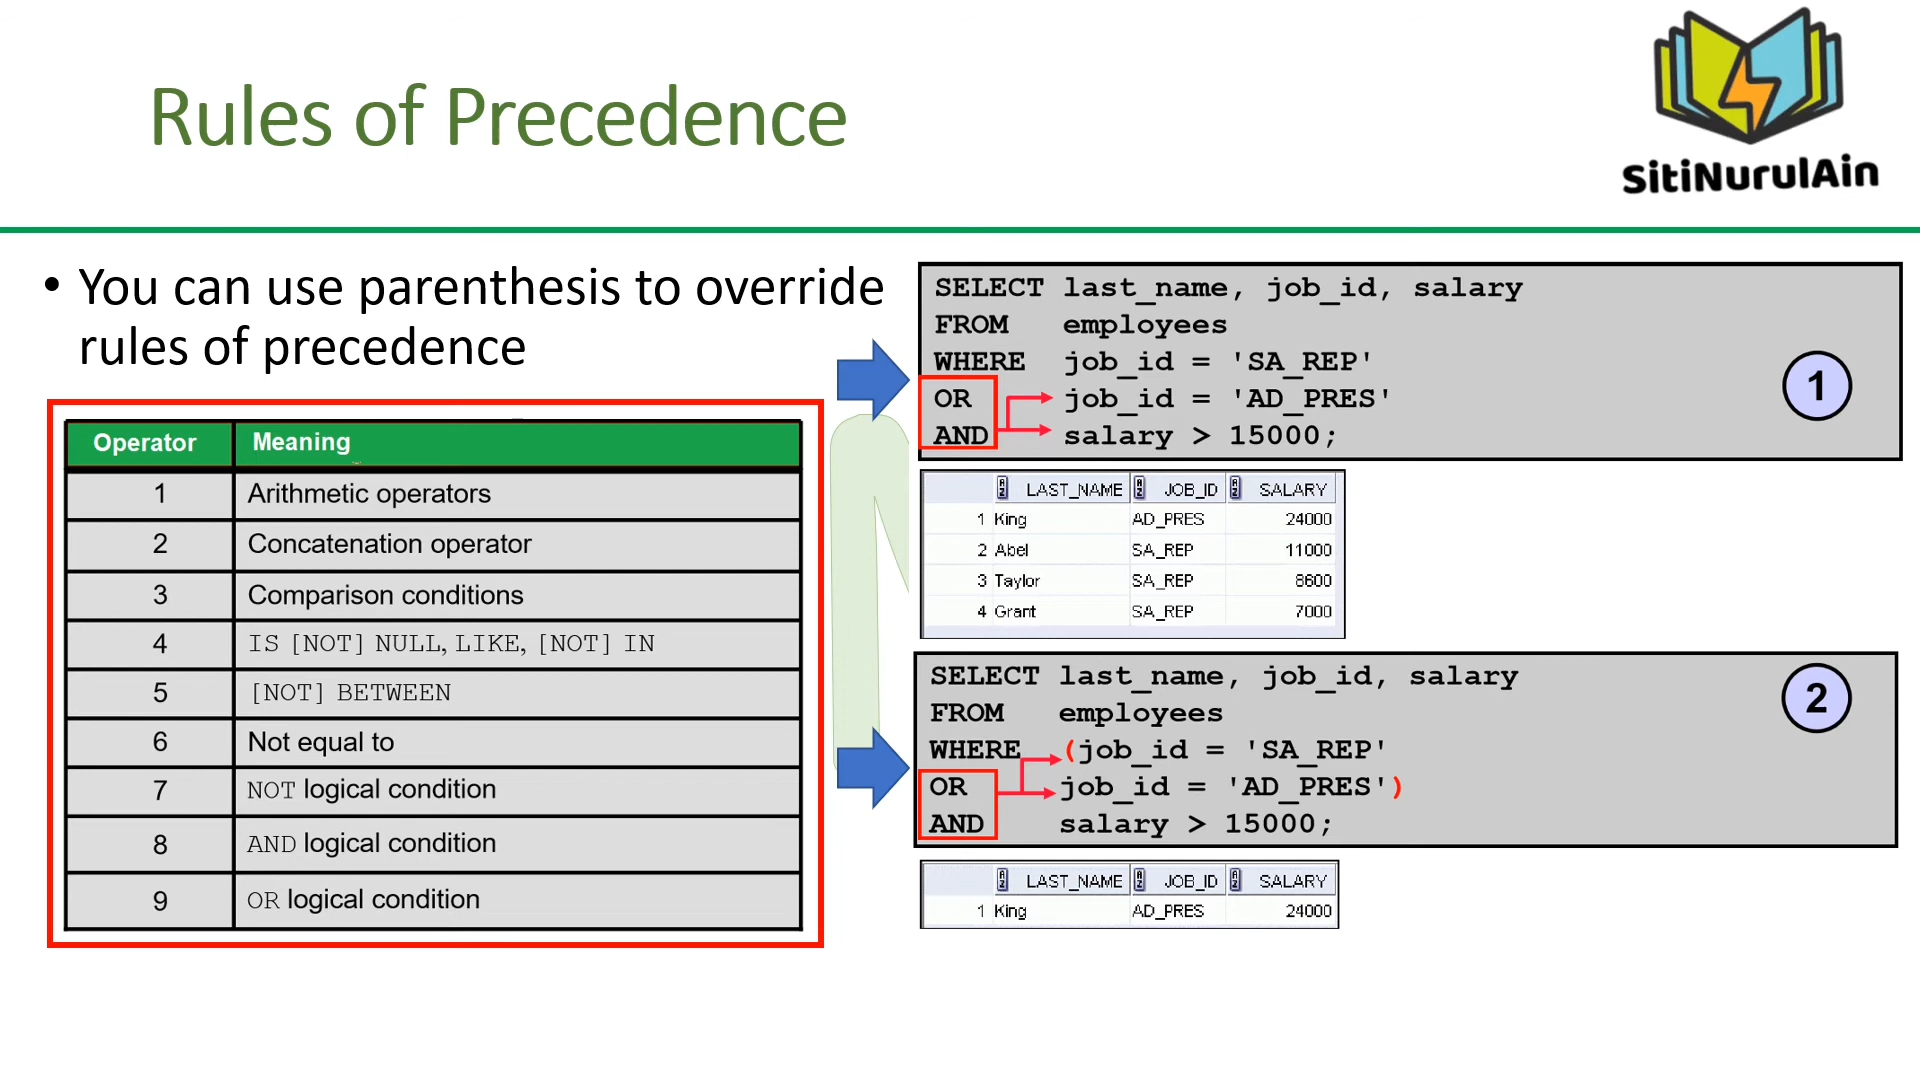 Rules of Precedence
SitiNurulAin
• You can use parenthesis to override
rules of precedence
Operator Meaning
1 Arithmetic operators
2 Concatenation operator
3 Comparison conditions
4 IS [NOT] NULL, LIKE, [NOT] IN
5 [NOT] BETWEEN
6 Not equal to
7 NOT logical condition
8 AND logical condition
9 OR logical condition
SELECT last_name, job_id, salary
FROM employees
WHERE job_id = 'SA_REP'
OR job_id = 'AD_PRES'
AND salary > 15000;
1
LAST_NAME JOB_ID SALARY
1 King AD_PRES 24000
2 Abel SA_REP 11000
3 Taylor SA_REP 8600
4 Grant SA_REP 7000
SELECT last_name, job_id, salary
FROM employees
WHERE (job_id = 'SA_REP'
OR job_id = 'AD_PRES')
AND salary > 15000;
2
LAST_NAME JOB_ID SALARY
1 King AD_PRES 24000